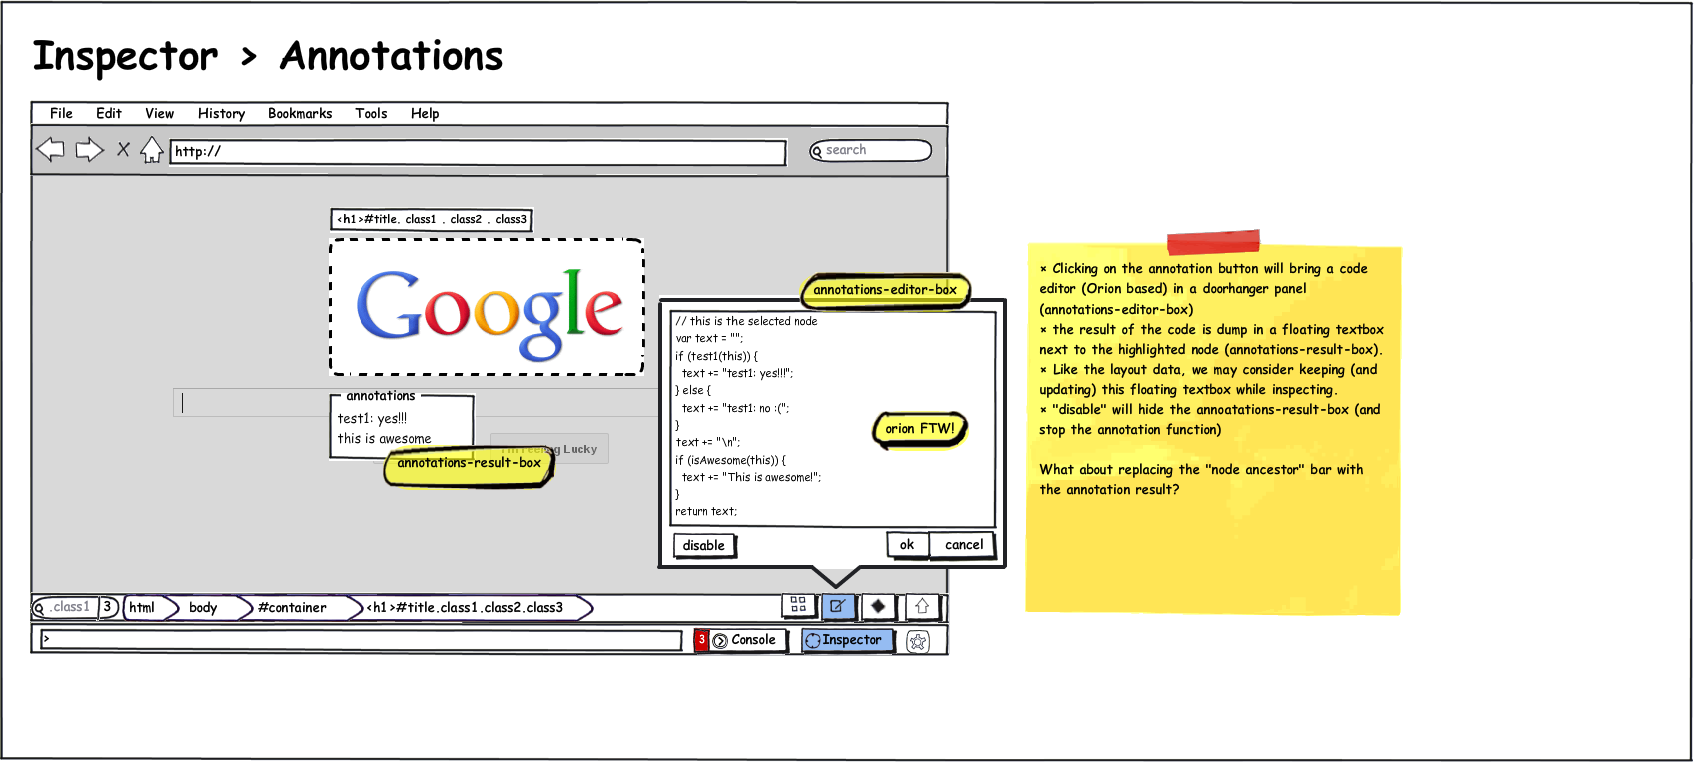 Inspector > Annotations
File Edit View History Bookmarks Tools Help
X http:// search
<h1>#title. class1 . class2 . class3
Google
annotations
test1: yes!!!
this is awesome
Lucky
annotations-result-box
annotations-editor-box
// this is the selected node
var text = "";
if (test1(this)) {
text += "test1: yes!!!";
} else {
text += "test1: no :(";
}
text += "\n";
if (isAwesome(this)) {
text += "This is awesome!";
}
return text;
orion FTW!
disable ok cancel
.class1 3 html body #container <h1>#title.class1.class2.class3
> 3 Console Inspector
× Clicking on the annotation button will bring a code
editor (Orion based) in a doorhanger panel
(annotations-editor-box)
× the result of the code is dump in a floating textbox
next to the highlighted node (annotations-result-box).
× Like the layout data, we may consider keeping (and
updating) this floating textbox while inspecting.
× "disable" will hide the annoatations-result-box (and
stop the annotation function)
What about replacing the "node ancestor" bar with
the annotation result?